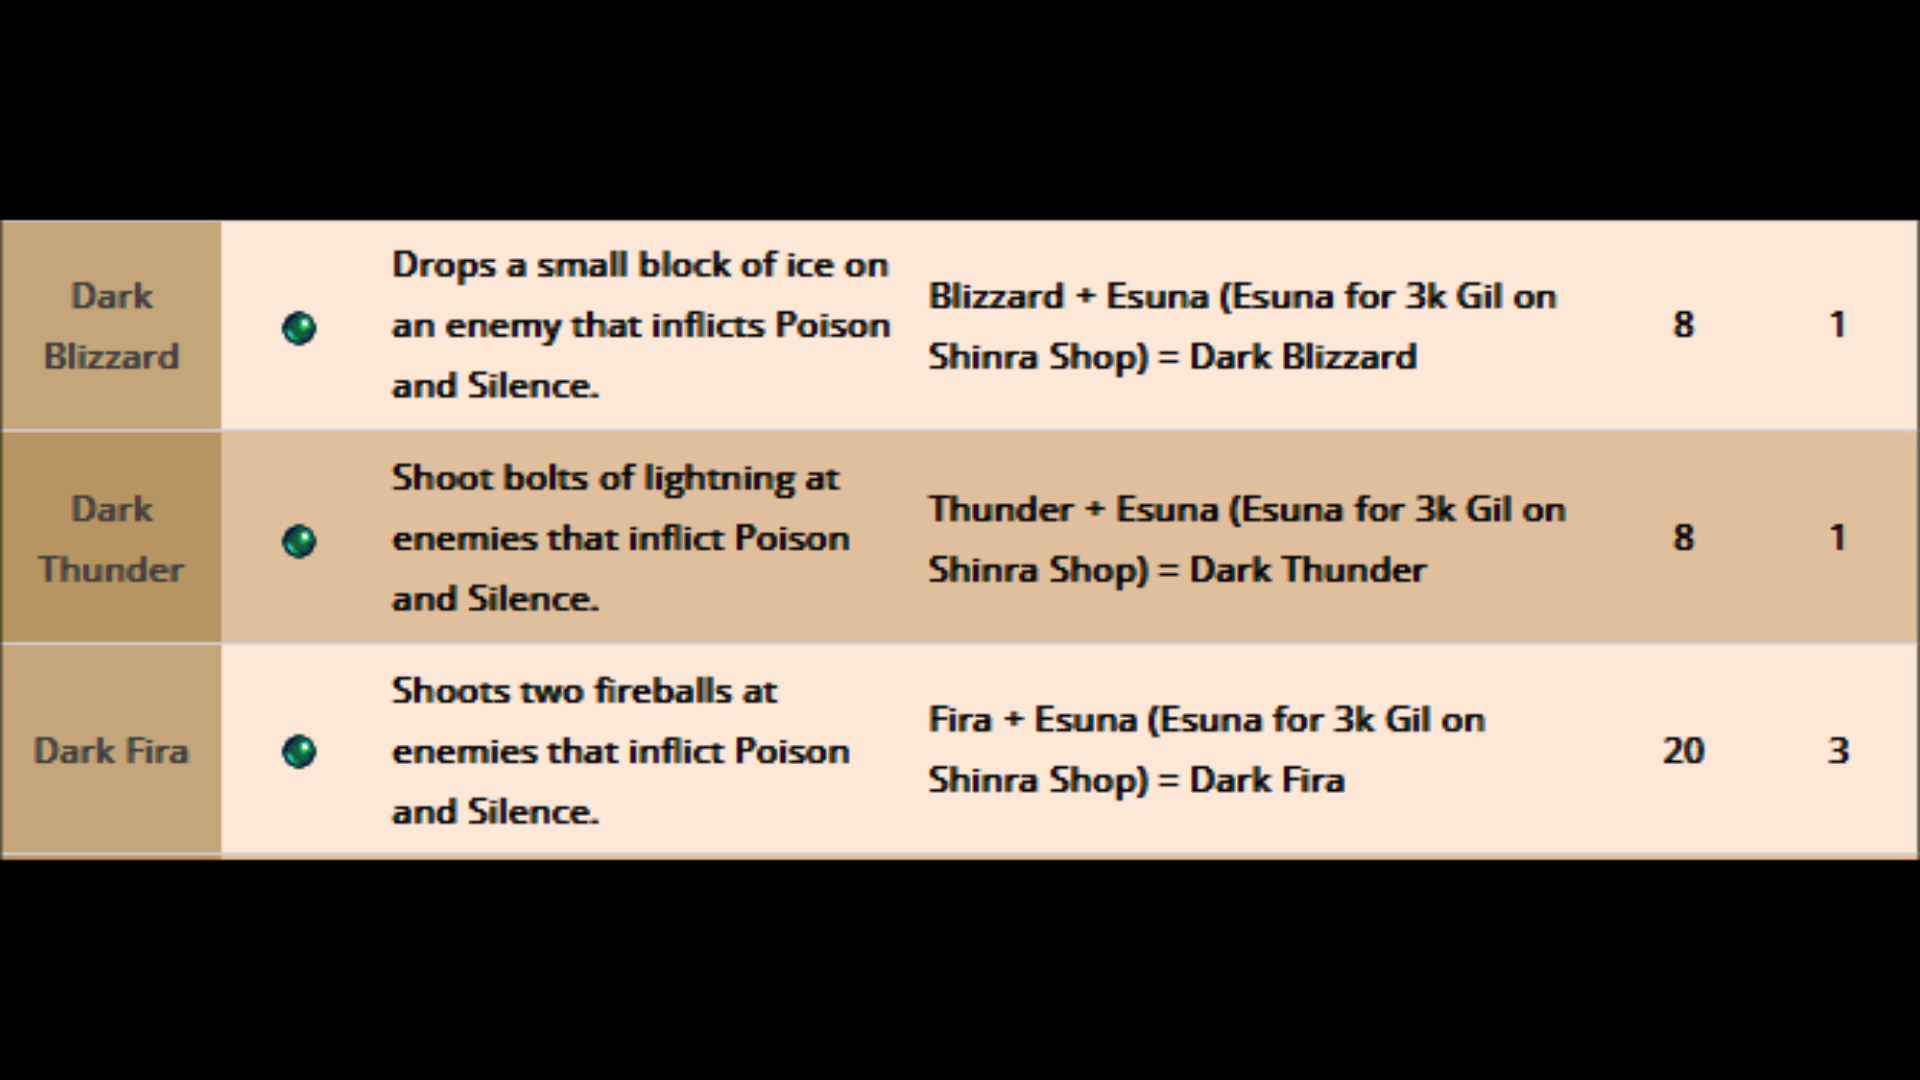 Dark
Blizzard
Drops a small block of ice on
an enemy that inflicts Poison
and Silence.
Blizzard + Esuna (Esuna for 3k Gil on
Shinra Shop) = Dark Blizzard
8
1
Dark
Thunder
Shoot bolts of lightning at
enemies that inflict Poison
and Silence.
Thunder + Esuna (Esuna for 3k Gil on
Shinra Shop) = Dark Thunder
8
1
Dark Fira
Shoots two fireballs at
enemies that inflict Poison
and Silence.
Fira + Esuna (Esuna for 3k Gil on
Shinra Shop) = Dark Fira
20
3